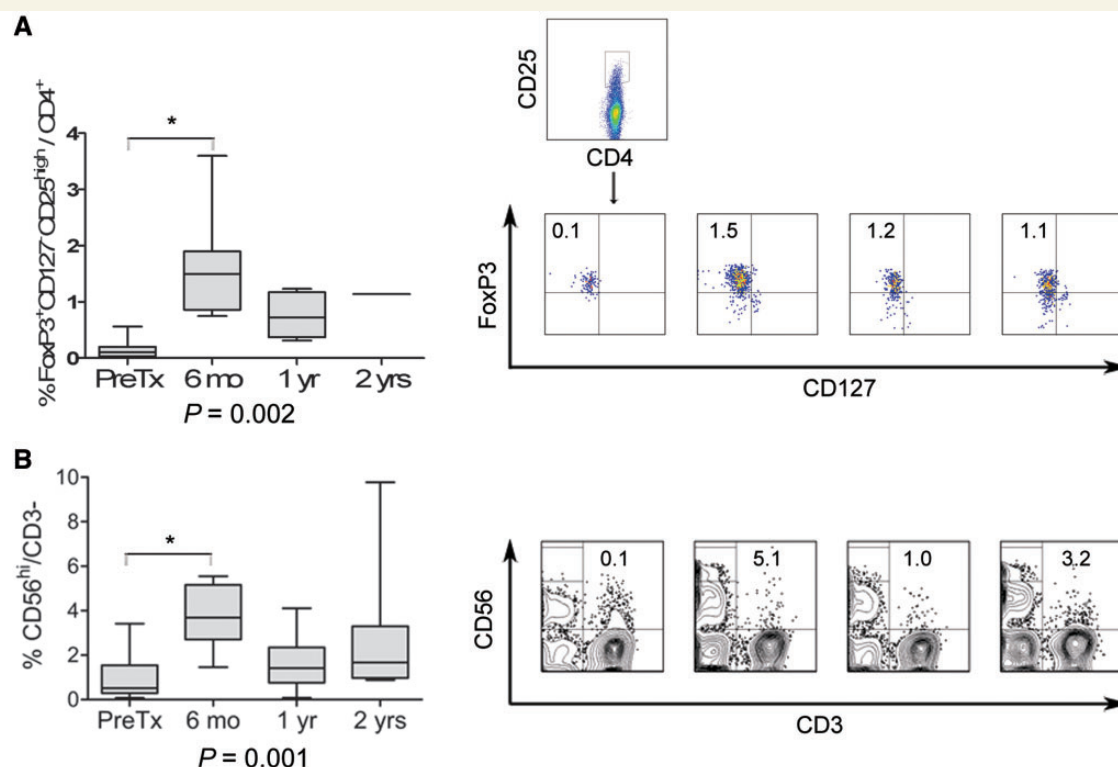 A
%FoxP3+CD127-CD25high / CD4+
4
3
2
1
0
PreTx 6 mo 1 yr 2 yrs
*
P = 0.002
CD25
CD4
FoxP3
0.1 1.5 1.2 1.1
CD127
B
% CD56hi/CD3-
10
8
6
4
2
0
PreTx 6 mo 1 yr 2 yrs
*
P = 0.001
CD56
0.1 5.1 1.0 3.2
CD3